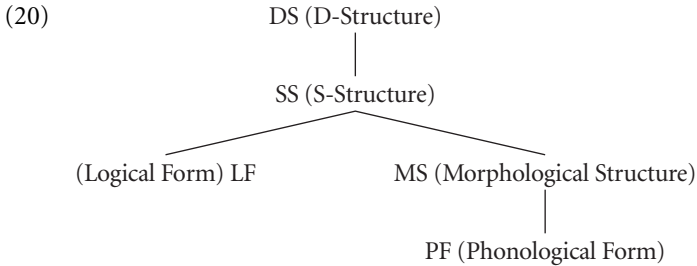 (20) DS (D-Structure)
SS (S-Structure)
(Logical Form) LF MS (Morphological Structure)
PF (Phonological Form)